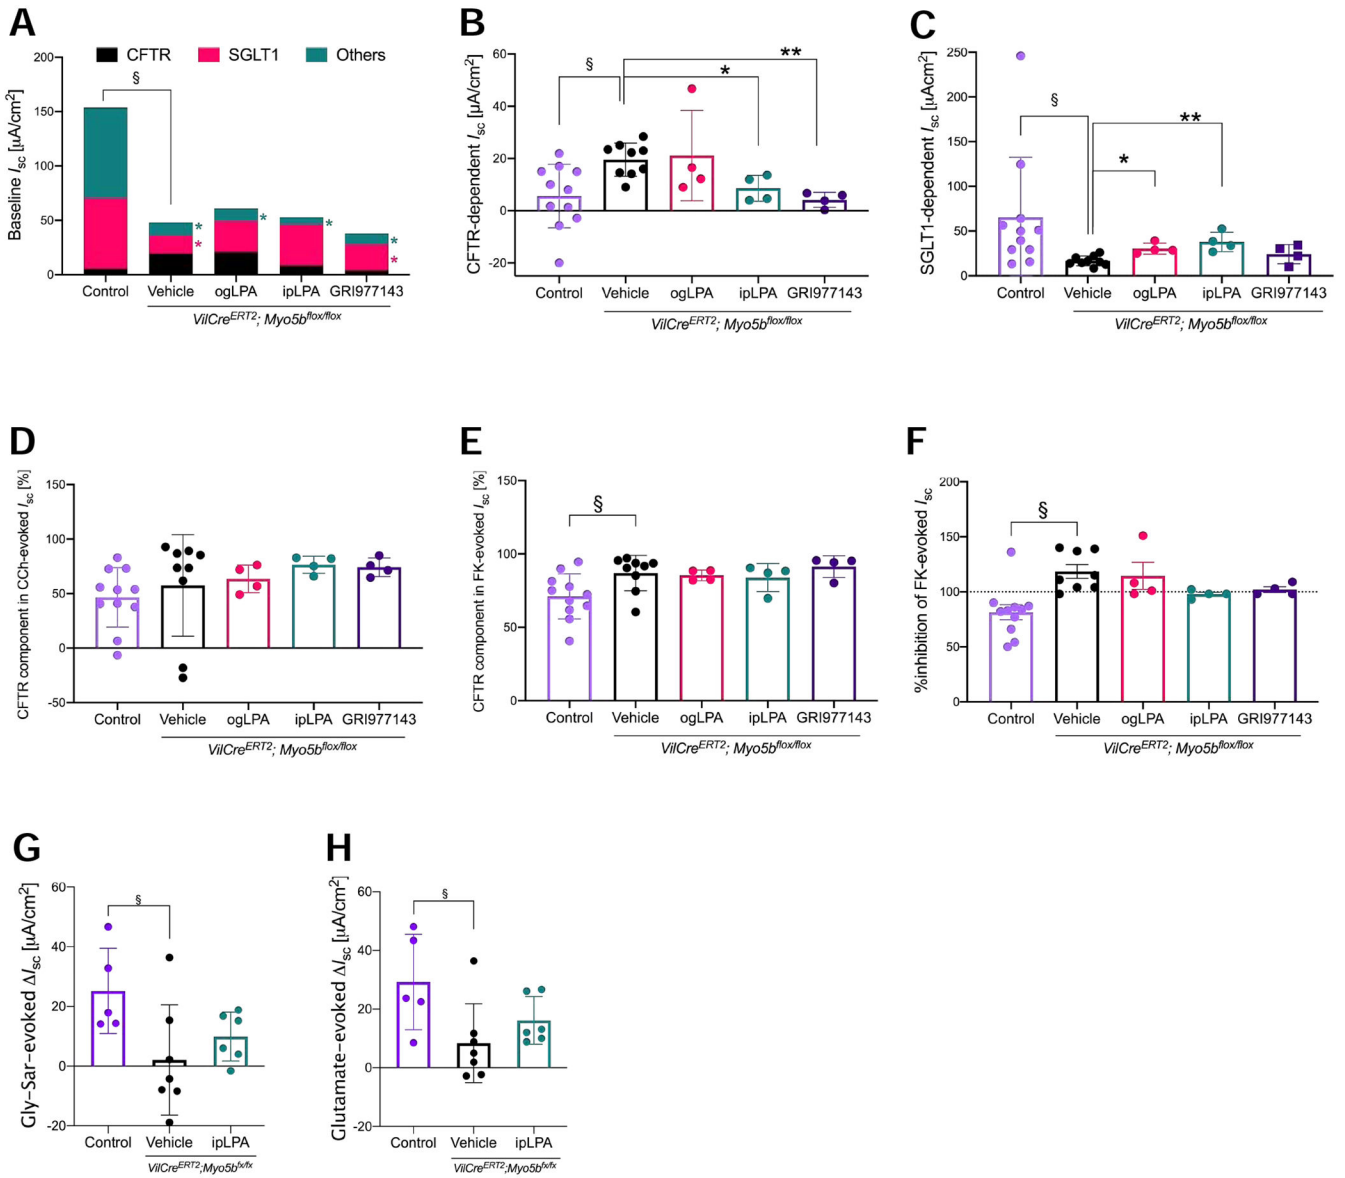 A
CFTR SGLT1 Others
Baseline Isc [µA/cm2]
200
150
100
50
0
§
* * * * * *
Control Vehicle ogLPA ipLPA GRI977143
VilCreERT2; Myo5bflox/flox
B
CFTR-dependent Isc [µA/cm2]
60
40
20
0
-20
§ * **
Control Vehicle ogLPA ipLPA GRI977143
VilCreERT2; Myo5bflox/flox
C
SGLT1-dependent Isc [µAcm2]
250
200
150
100
50
0
§ * **
Control Vehicle ogLPA ipLPA GRI977143
VilCreERT2; Myo5bflox/flox
D
CFTR component in CCh-evoked Isc [%]
150
100
50
0
-50
Control Vehicle ogLPA ipLPA GRI977143
VilCreERT2; Myo5bflox/flox
E
CFTR component in FK-evoked Isc [%]
150
100
50
0
§
Control Vehicle ogLPA ipLPA GRI977143
VilCreERT2; Myo5bflox/flox
F
%inhibition of FK-evoked Isc
200
150
100
50
0
§
Control Vehicle ogLPA ipLPA GRI977143
VilCreERT2; Myo5bflox/flox
G
Gly-Sar-evoked ΔIsc [µA/cm2]
60
40
20
0
-20
§
Control Vehicle ipLPA
VilCreERT2;Myo5bfx/fx
H
Glutamate-evoked ΔIsc [µA/cm2]
60
40
20
0
-20
§
Control Vehicle ipLPA
VilCreERT2;Myo5bfx/fx